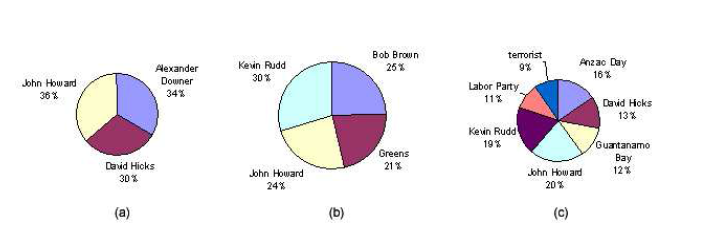 Alexander
Downer
34%
David Hicks
30%
John Howard
36%
(a)
Bob Brown
25%
Greens
21%
John Howard
24%
Kevin Rudd
30%
(b)
Anzac Day
16%
David Hicks
13%
Guantanamo
Bay
12%
John Howard
20%
Kevin Rudd
19%
Labor Party
11%
terrorist
9%
(c)